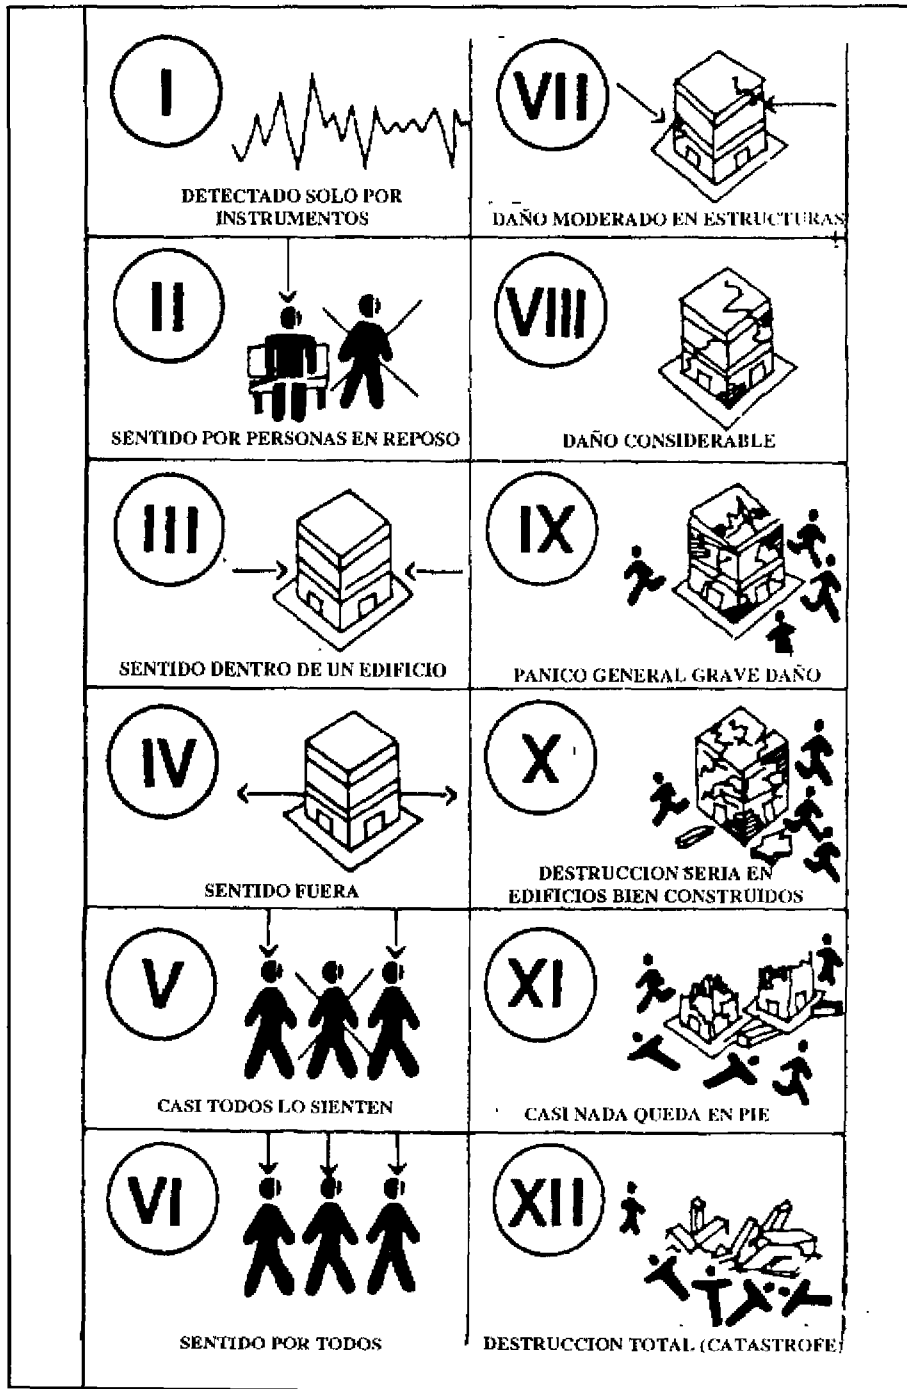 I
DETECTADO SOLO POR
INSTRUMENTOS
II
SENTIDO POR PERSONAS EN REPOSO
III
SENTIDO DENTRO DE UN EDIFICIO
IV
SENTIDO FUERA
V
CASI TODOS LO SIENTEN
VI
SENTIDO POR TODOS
VII
DAÑO MODERADO EN ESTRUCTURAS
VIII
DAÑO CONSIDERABLE
IX
PANICO GENERAL GRAVE DAÑO
X
DESTRUCCION SERIA EN
EDIFICIOS BIEN CONSTRUIDOS
XI
CASI NADA QUEDA EN PIE
XII
DESTRUCCION TOTAL (CATASTROFE)